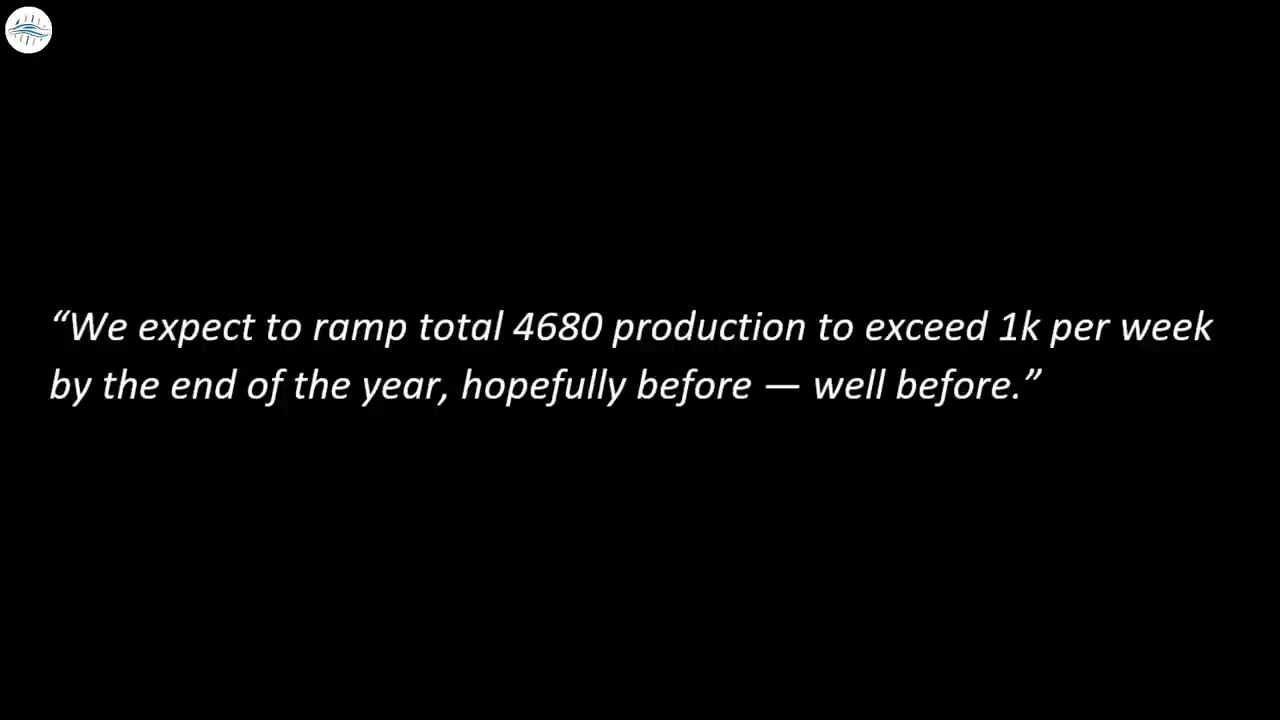 “We expect to ramp total 4680 production to exceed 1k per week
by the end of the year, hopefully before — well before.”